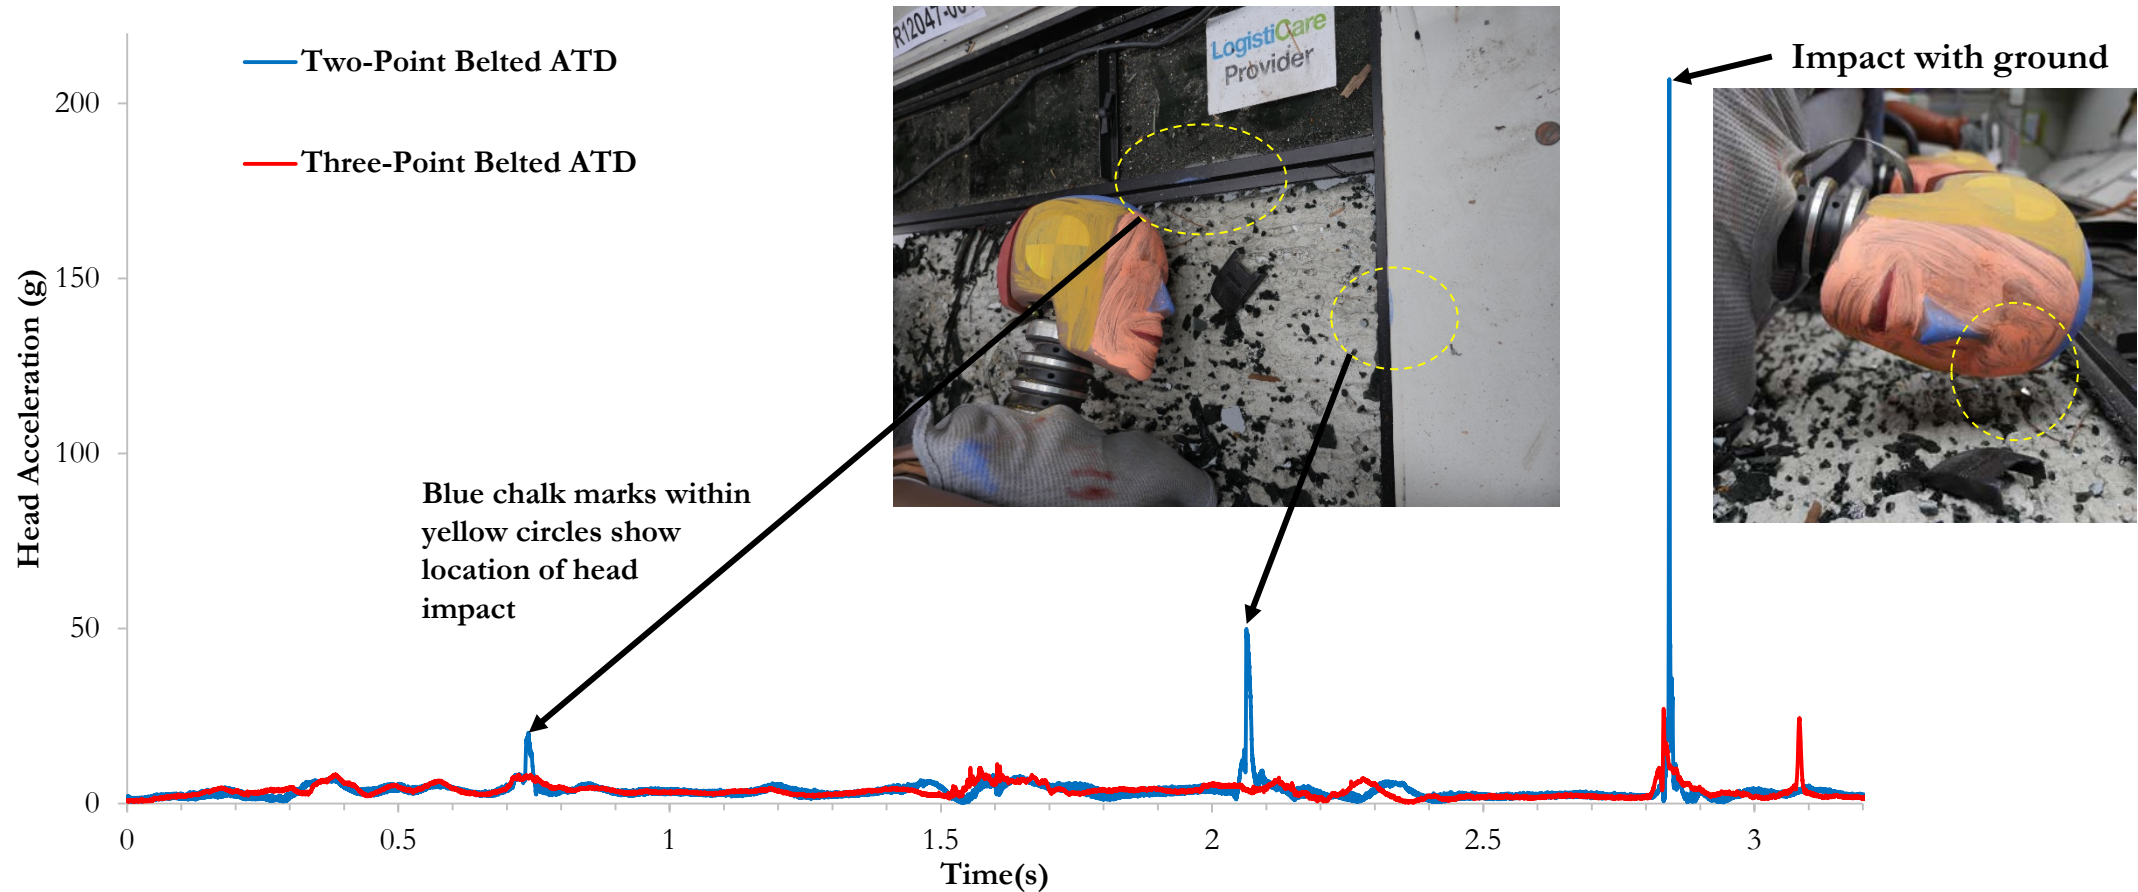 Two-Point Belted ATD
Three-Point Belted ATD
LogistiCare
Provider
Impact with ground
Blue chalk marks within
yellow circles show
location of head
impact
Head Acceleration (g)
200
150
100
50
0
0
0.5
1
1.5
2
2.5
3
Time(s)